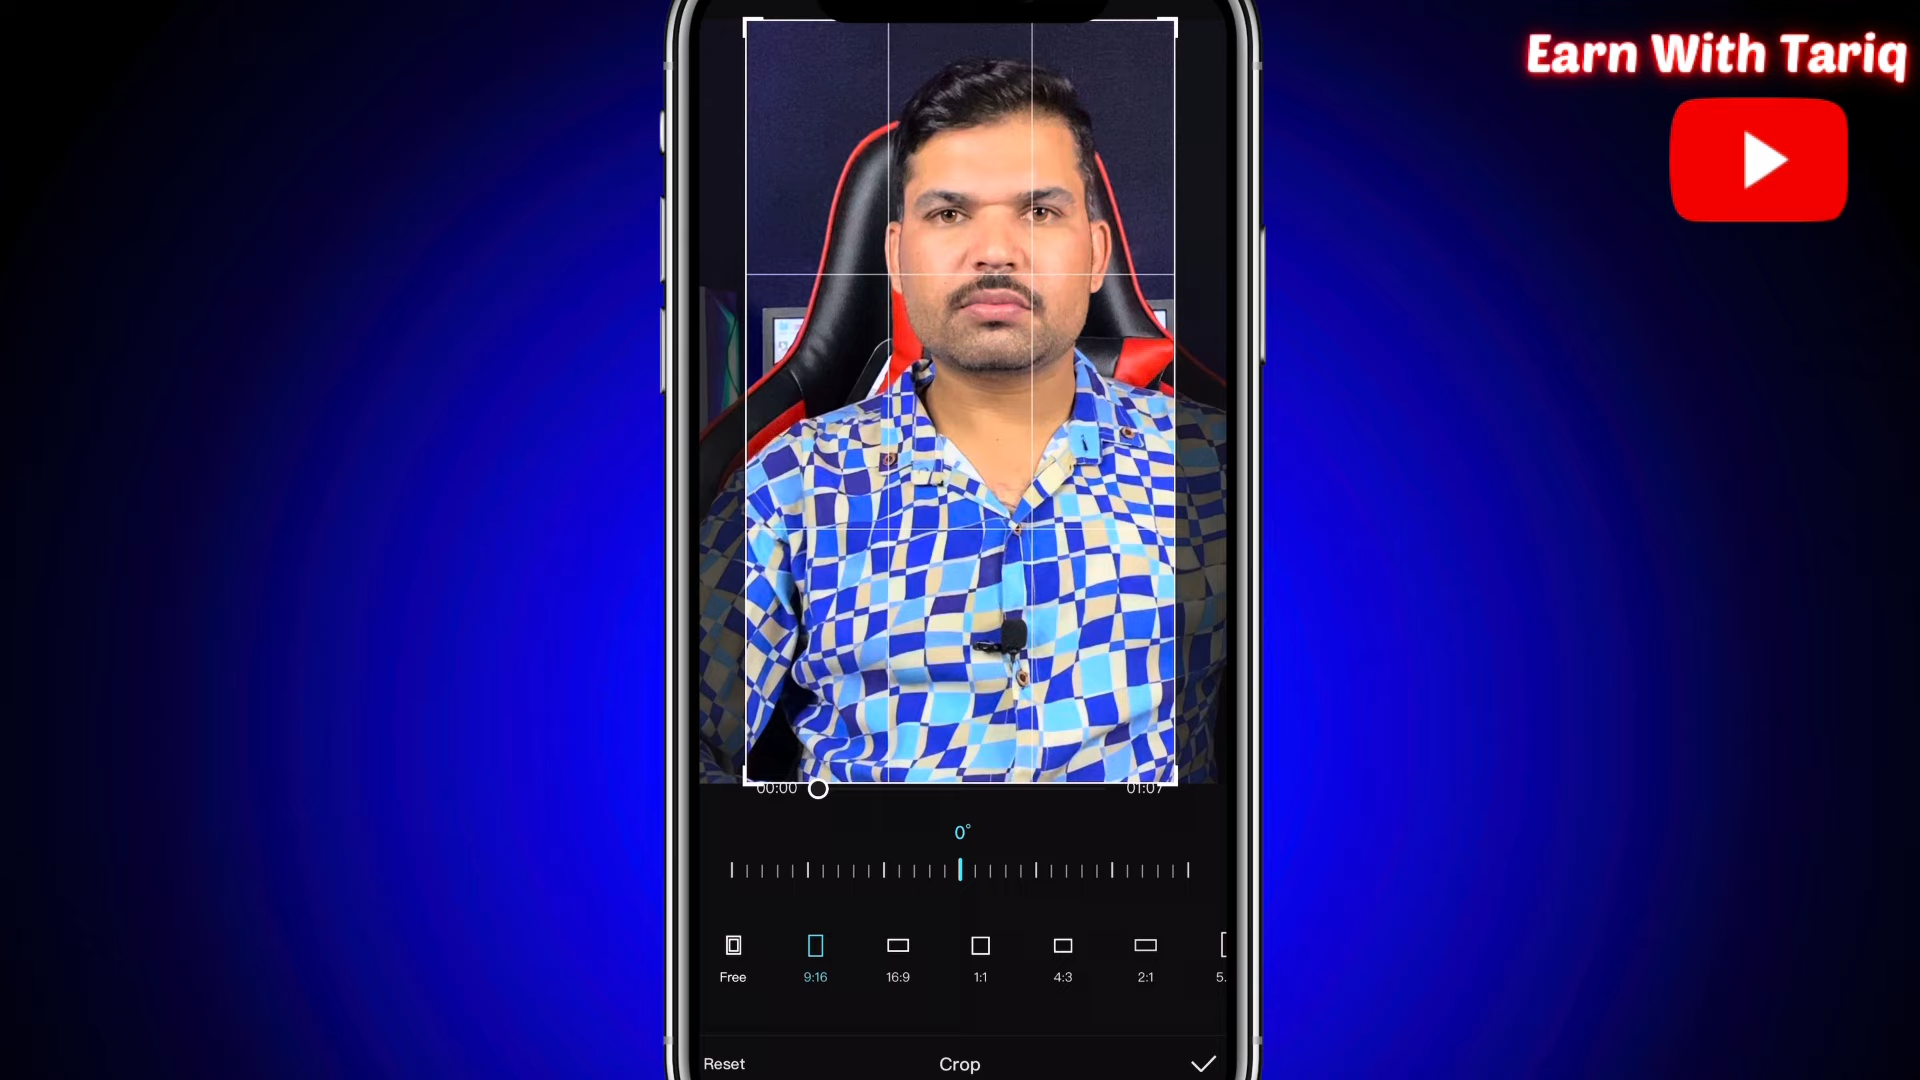 Earn With Tariq
00:00 01:07
0°
Free 9:16 16:9 1:1 4:3 2:1 5.
Reset Crop